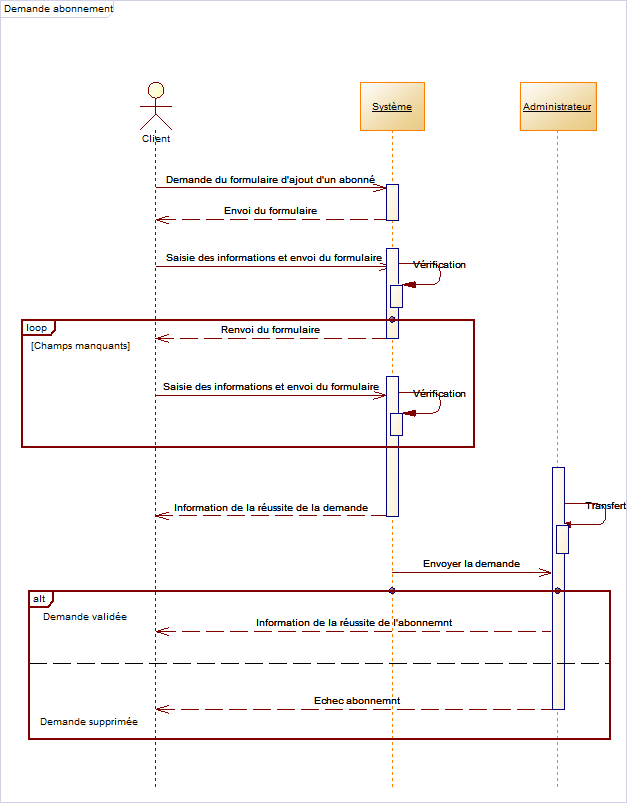 Demande abonnement
Client
Système
Administrateur
Demande du formulaire d'ajout d'un abonné
Envoi du formulaire
Saisie des informations et envoi du formulaire
Vérification
loop
Renvoi du formulaire
[Champs manquants]
Saisie des informations et envoi du formulaire
Vérification
Information de la réussite de la demande
Transfert
Envoyer la demande
alt
Demande validée
Information de la réussite de l'abonnemnt
Echec abonnemnt
Demande supprimée